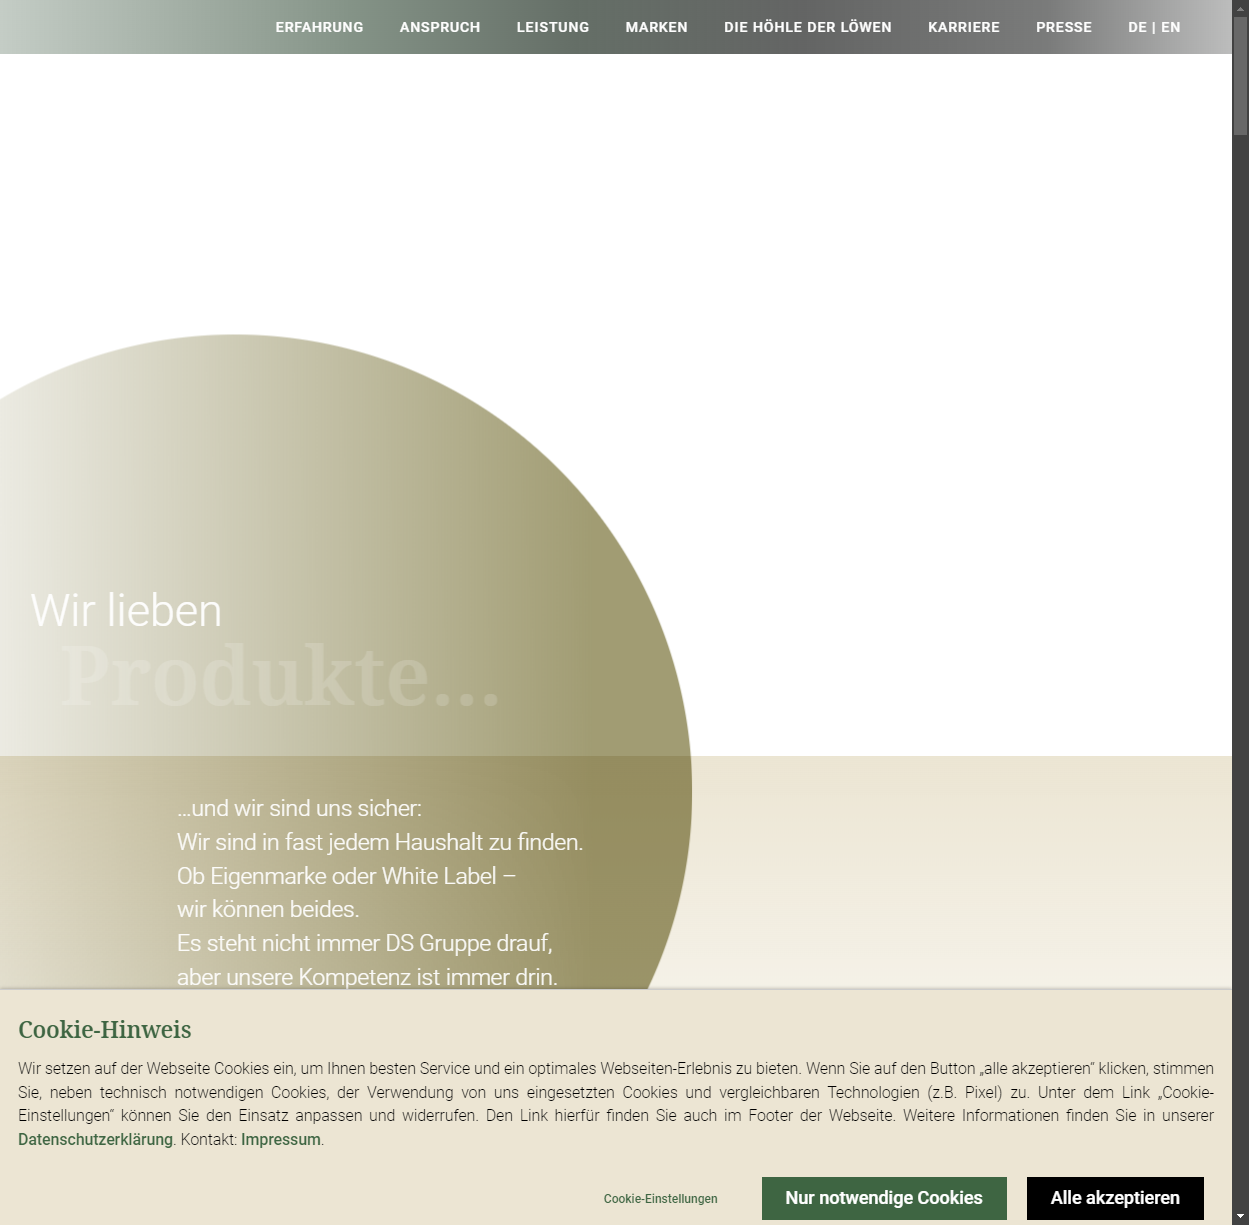 ERFAHRUNG ANSPRUCH LEISTUNG MARKEN DIE HÖHLE DER LÖWEN KARRIERE PRESSE DE | EN
Wir lieben
Produkte...
...und wir sind uns sicher:
Wir sind in fast jedem Haushalt zu finden.
Ob Eigenmarke oder White Label –
wir können beides.
Es steht nicht immer DS Gruppe drauf,
aber unsere Kompetenz ist immer drin.
Cookie-Hinweis
Wir setzen auf der Webseite Cookies ein, um Ihnen besten Service und ein optimales Webseiten-Erlebnis zu bieten. Wenn Sie auf den Button „alle akzeptieren“ klicken, stimmen
Sie, neben technisch notwendigen Cookies, der Verwendung von uns eingesetzten Cookies und vergleichbaren Technologien (z.B. Pixel) zu. Unter dem Link „Cookie-
Einstellungen“ können Sie den Einsatz anpassen und widerrufen. Den Link hierfür finden Sie auch im Footer der Webseite. Weitere Informationen finden Sie in unserer
Datenschutzerklärung. Kontakt: Impressum.
Cookie-Einstellungen Nur notwendige Cookies Alle akzeptieren